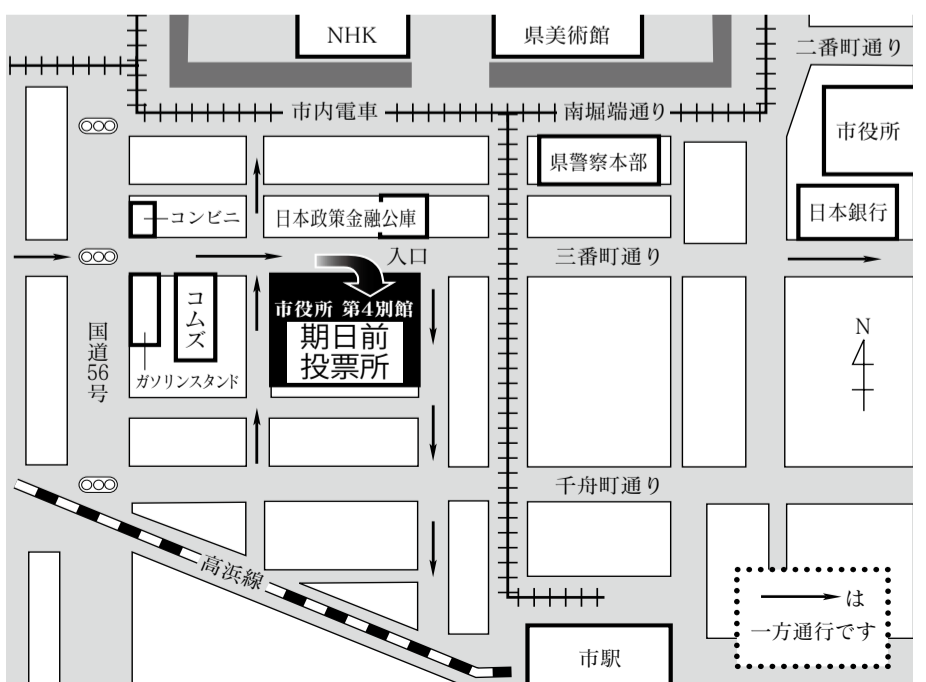 NHK
県美術館
二番町通り
市内電車
南堀端通り
市役所
県警察本部
コンビニ
日本政策金融公庫
日本銀行
入口
三番町通り
市役所 第4別館
期日前
投票所
コムズ
ガソリンスタンド
国道56号
N
千舟町通り
高浜線
→は
一方通行です
市駅